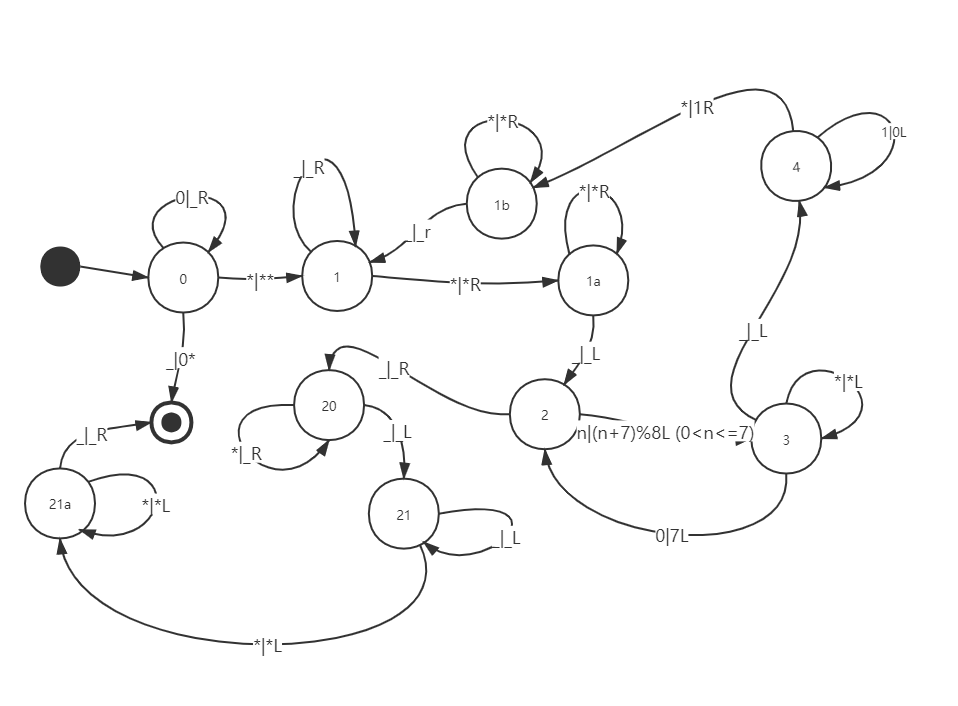 *|1R
*|*R
1|0L
4
_|_R
*|*R
0|_R
1b
_|_r
0
*|**
1
*|*R
1a
_|_L
_|0*
_|_L
_|_R
20
2
n|(n+7)%8L (0<n<=7)
*|*L
3
_|_R
_|_L
*|_R
21a
*|*L
21
_|_L
0|7L
*|*L